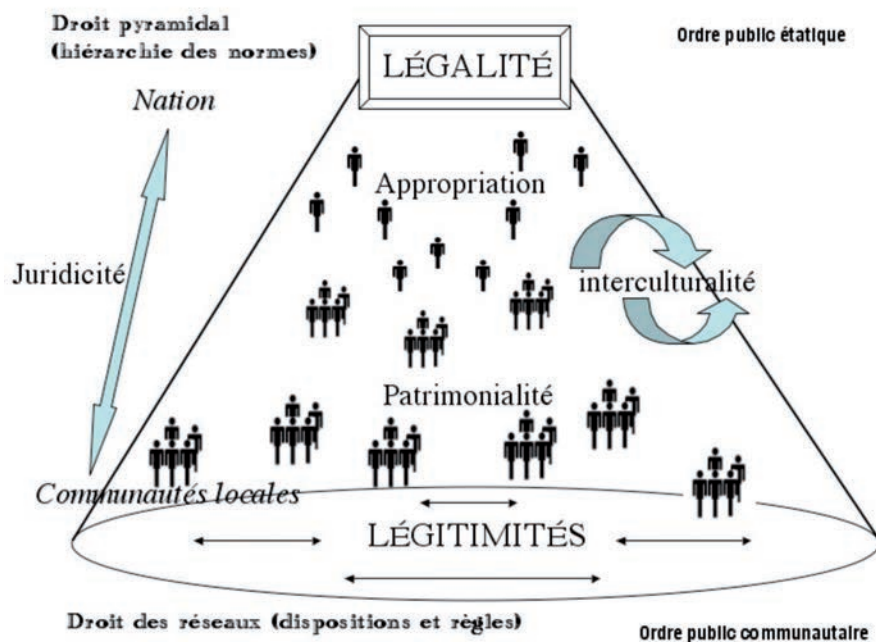 Droit pyramidal
(hiérarchie des normes)
Ordre public étatique
LÉGALITÉ
Nation
Appropriation
Juridicité
interculturalité
Patrimonialité
Communautés locales
LÉGITIMITÉS
Droit des réseaux (dispositions et règles)
Ordre public communautaire